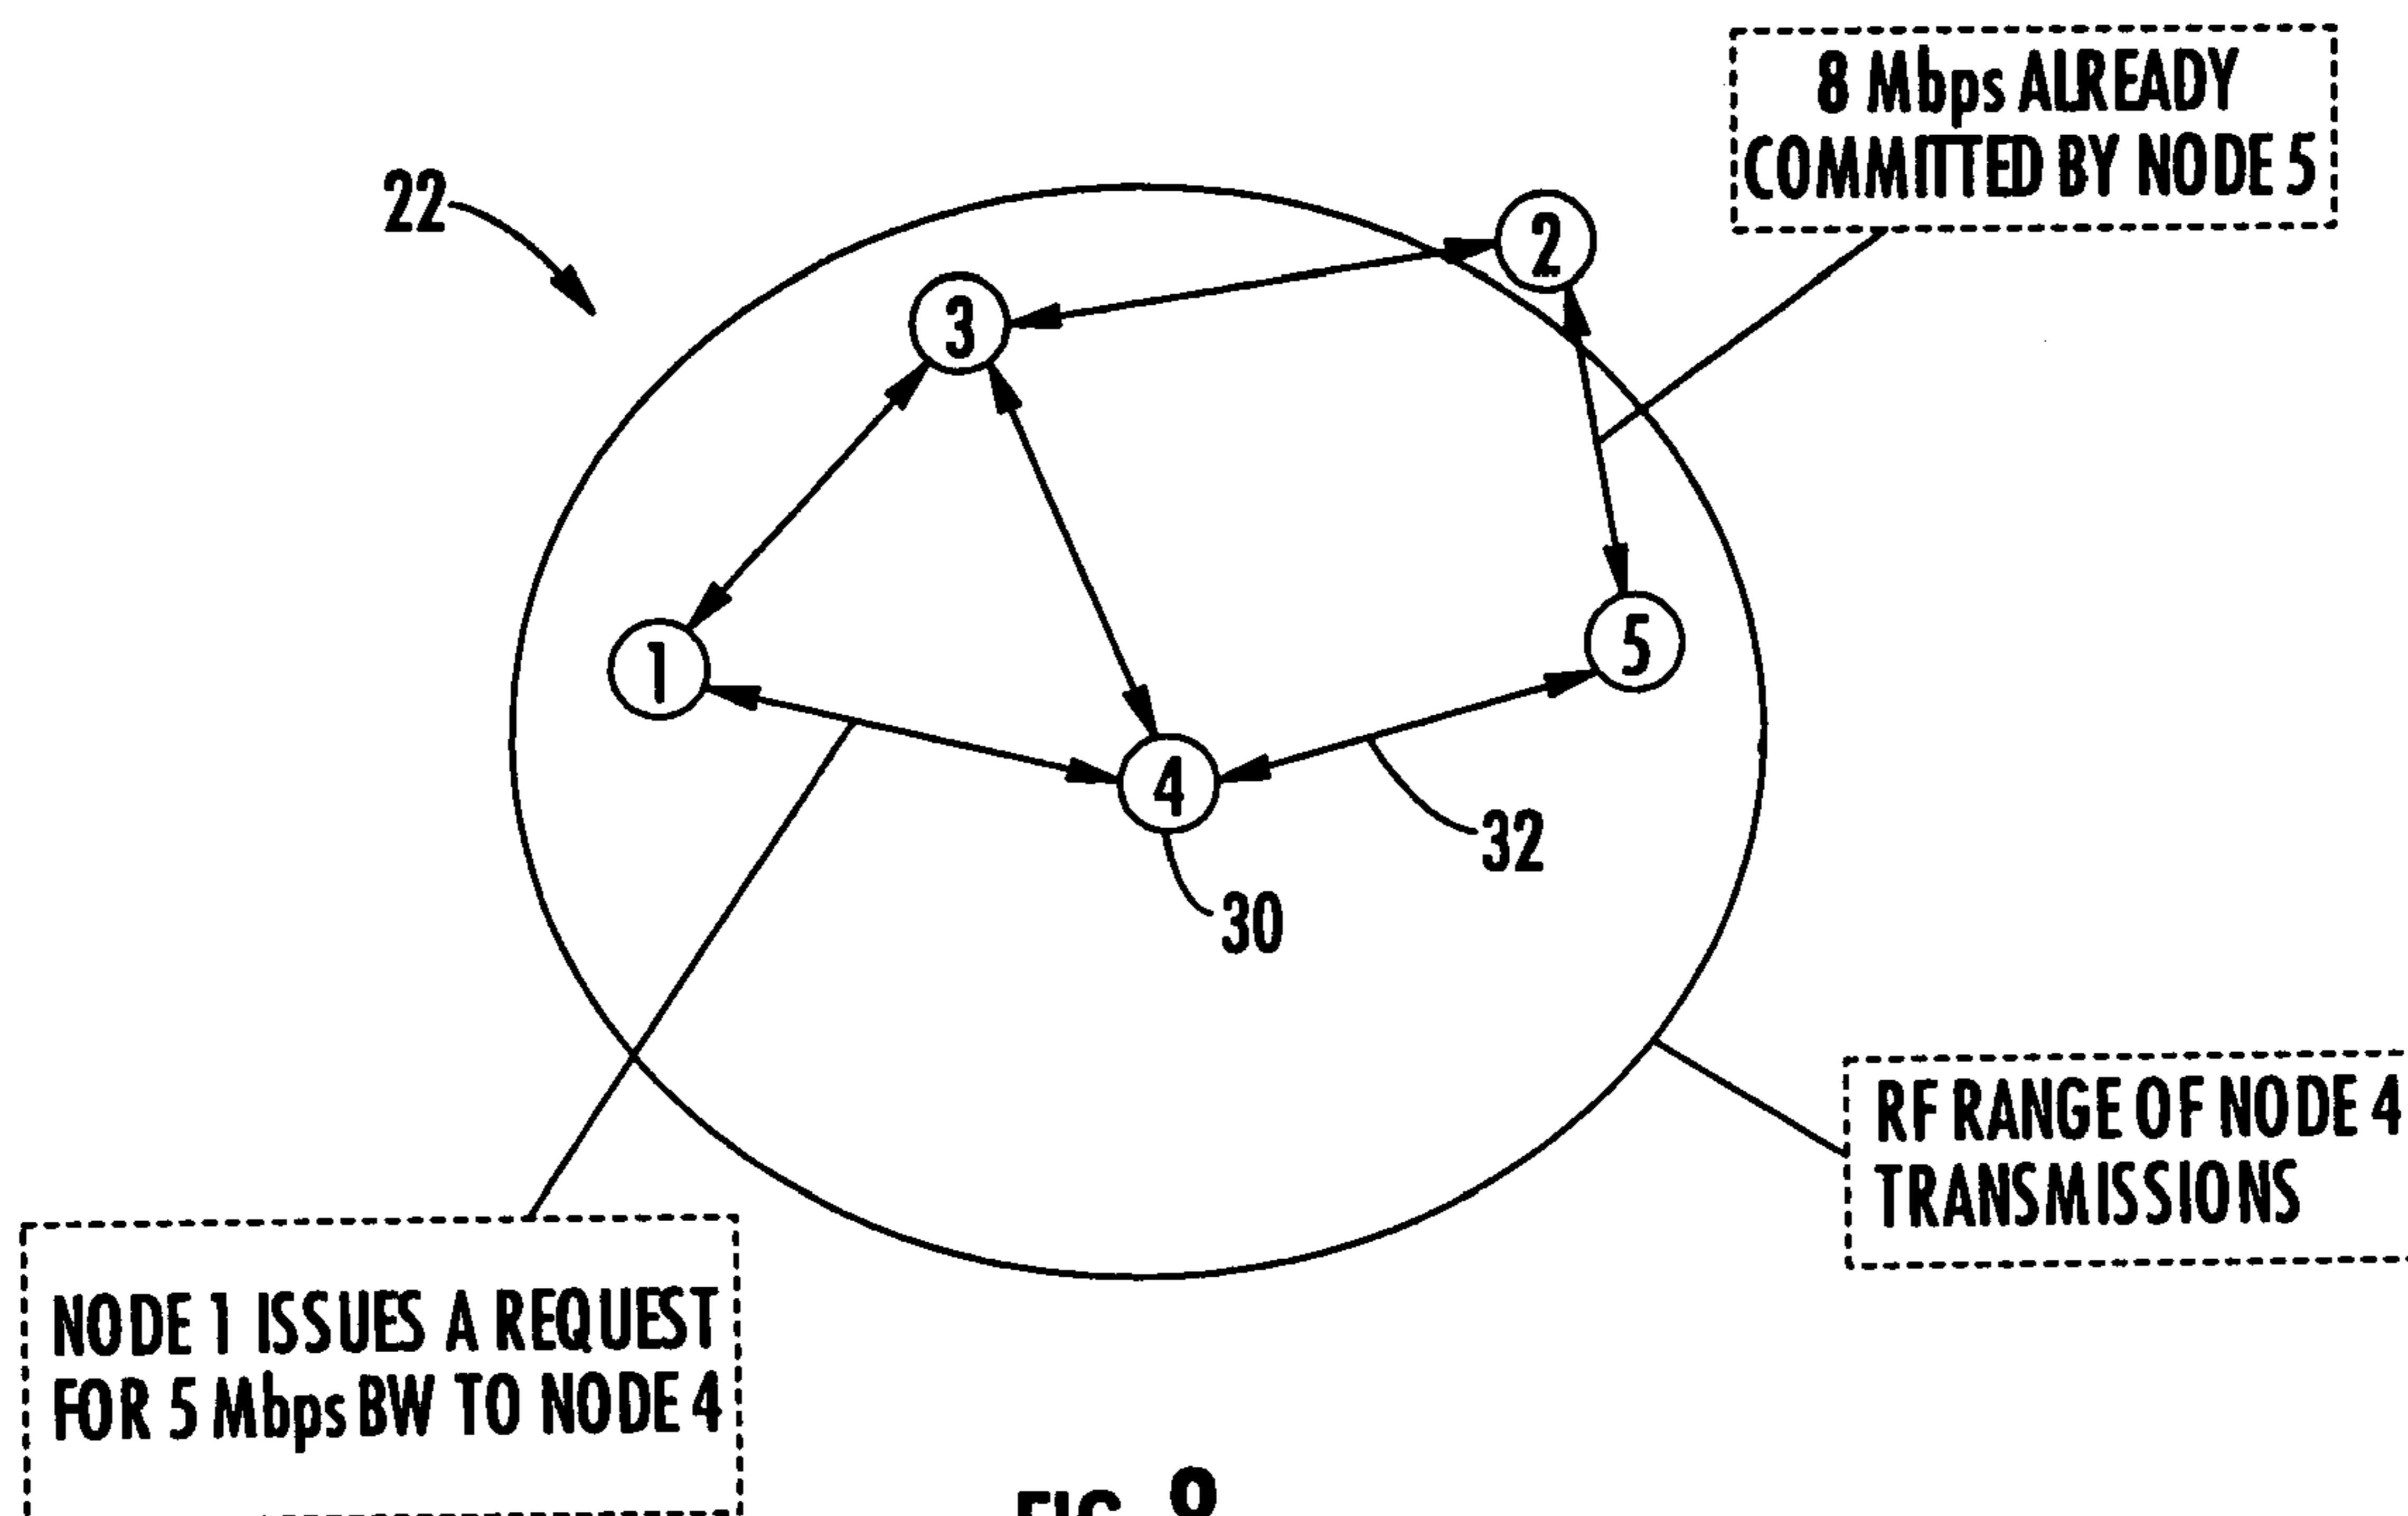 8 Mbps ALREADY
COMMITTED BY NODE 5
22
2
3
1
5
4
32
30
RF RANGE OF NODE 4
TRANSMISSIONS
NODE 1 ISSUES A REQUEST
FOR 5 Mbps BW TO NODE 4
FIG.